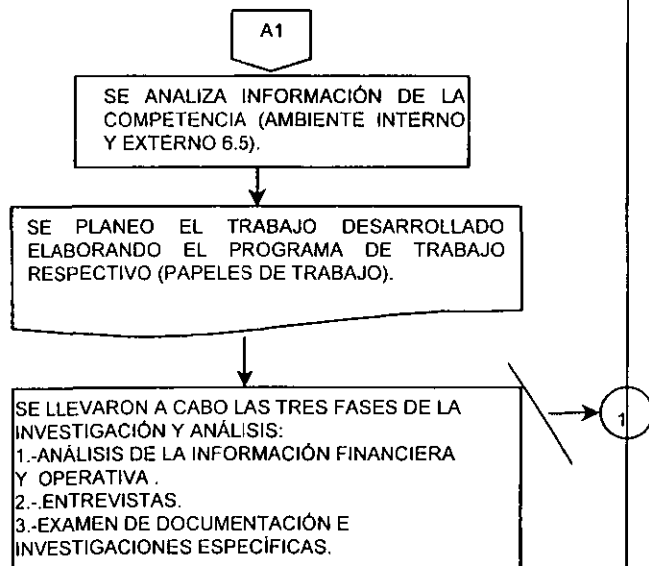 A1
SE ANALIZA INFORMACIÓN DE LA
COMPETENCIA (AMBIENTE INTERNO
Y EXTERNO 6.5).
SE PLANEO EL TRABAJO DESARROLLADO
ELABORANDO EL PROGRAMA DE TRABAJO
RESPECTIVO (PAPELES DE TRABAJO).
SE LLEVARON A CABO LAS TRES FASES DE LA
INVESTIGACIÓN Y ANÁLISIS:
1.-ANÁLISIS DE LA INFORMACIÓN FINANCIERA
Y OPERATIVA .
2.-.ENTREVISTAS.
3.-EXAMEN DE DOCUMENTACIÓN E
INVESTIGACIONES ESPECÍFICAS.
1